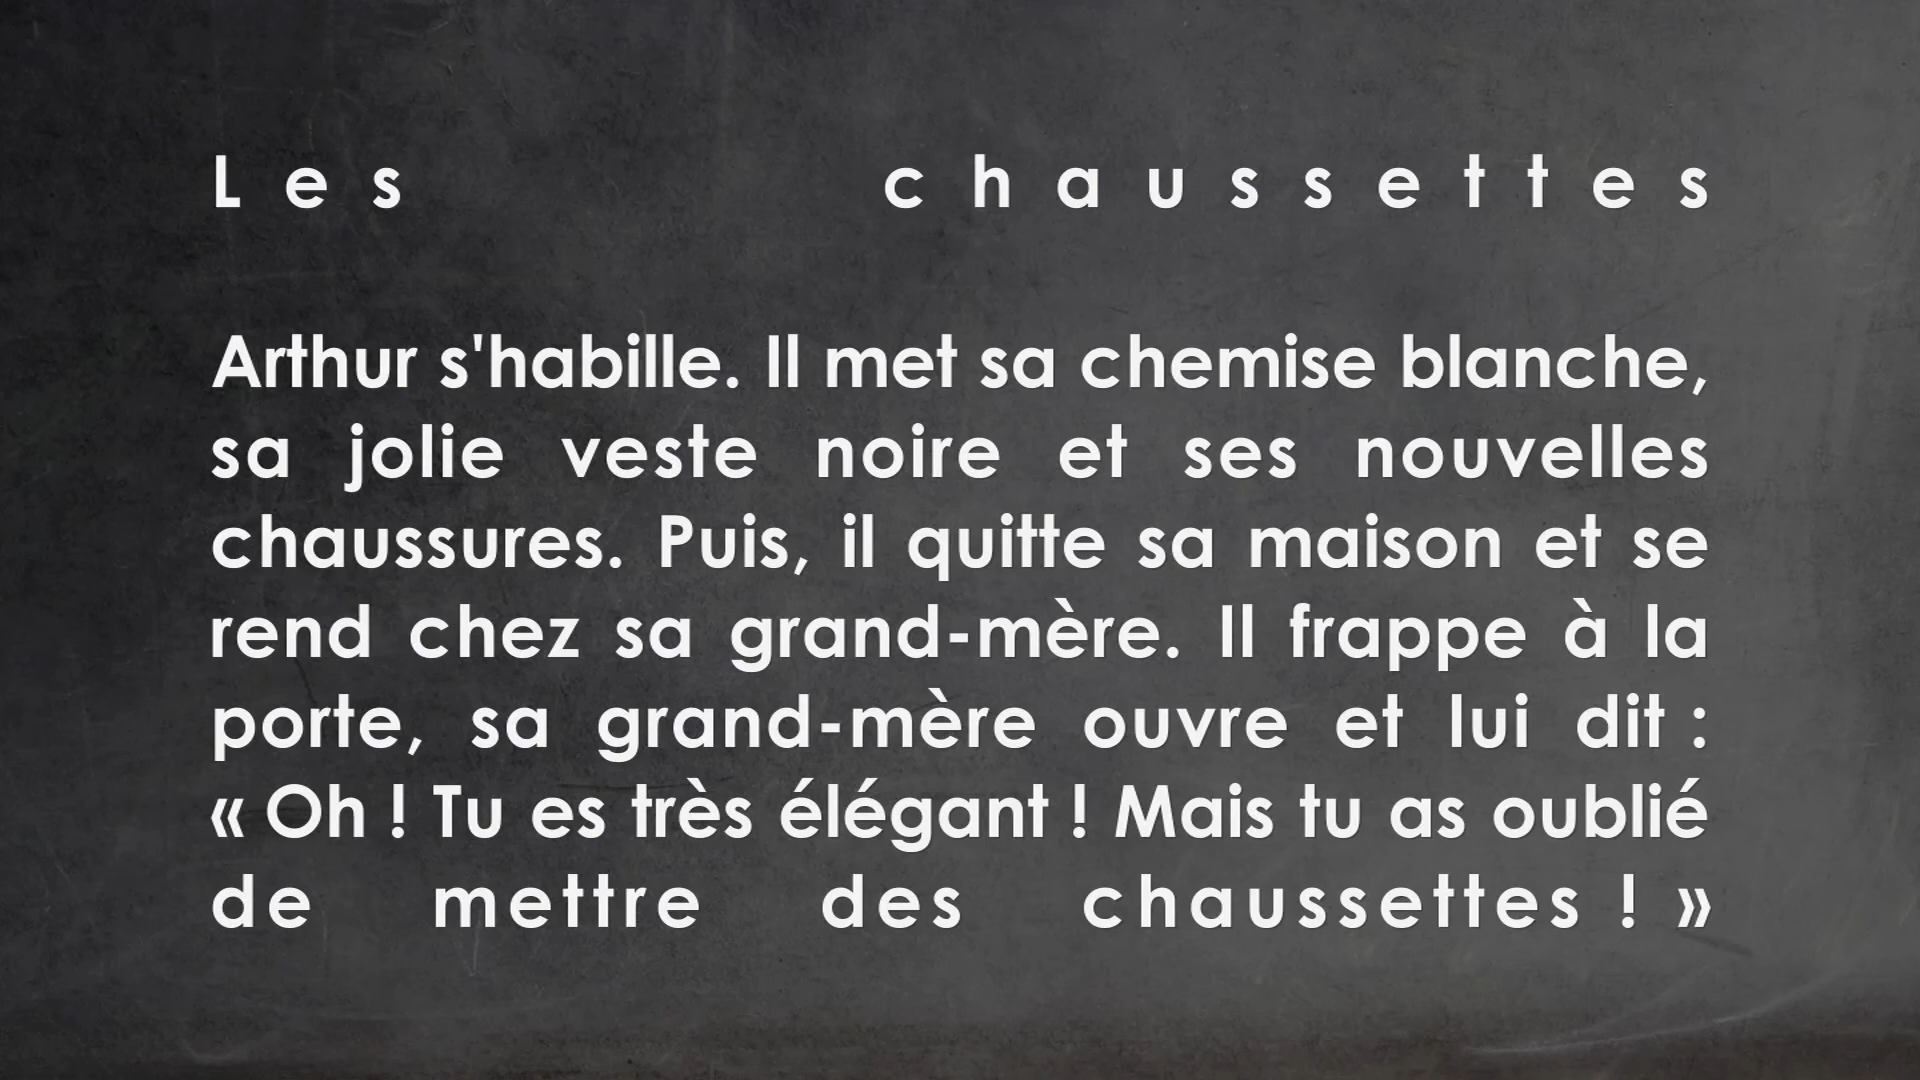 Les chaussettes
Arthur s'habille. Il met sa chemise blanche,
sa jolie veste noire et ses nouvelles
chaussures. Puis, il quitte sa maison et se
rend chez sa grand-mère. Il frappe à la
porte, sa grand-mère ouvre et lui dit :
« Oh ! Tu es très élégant ! Mais tu as oublié
de mettre des chaussettes ! »